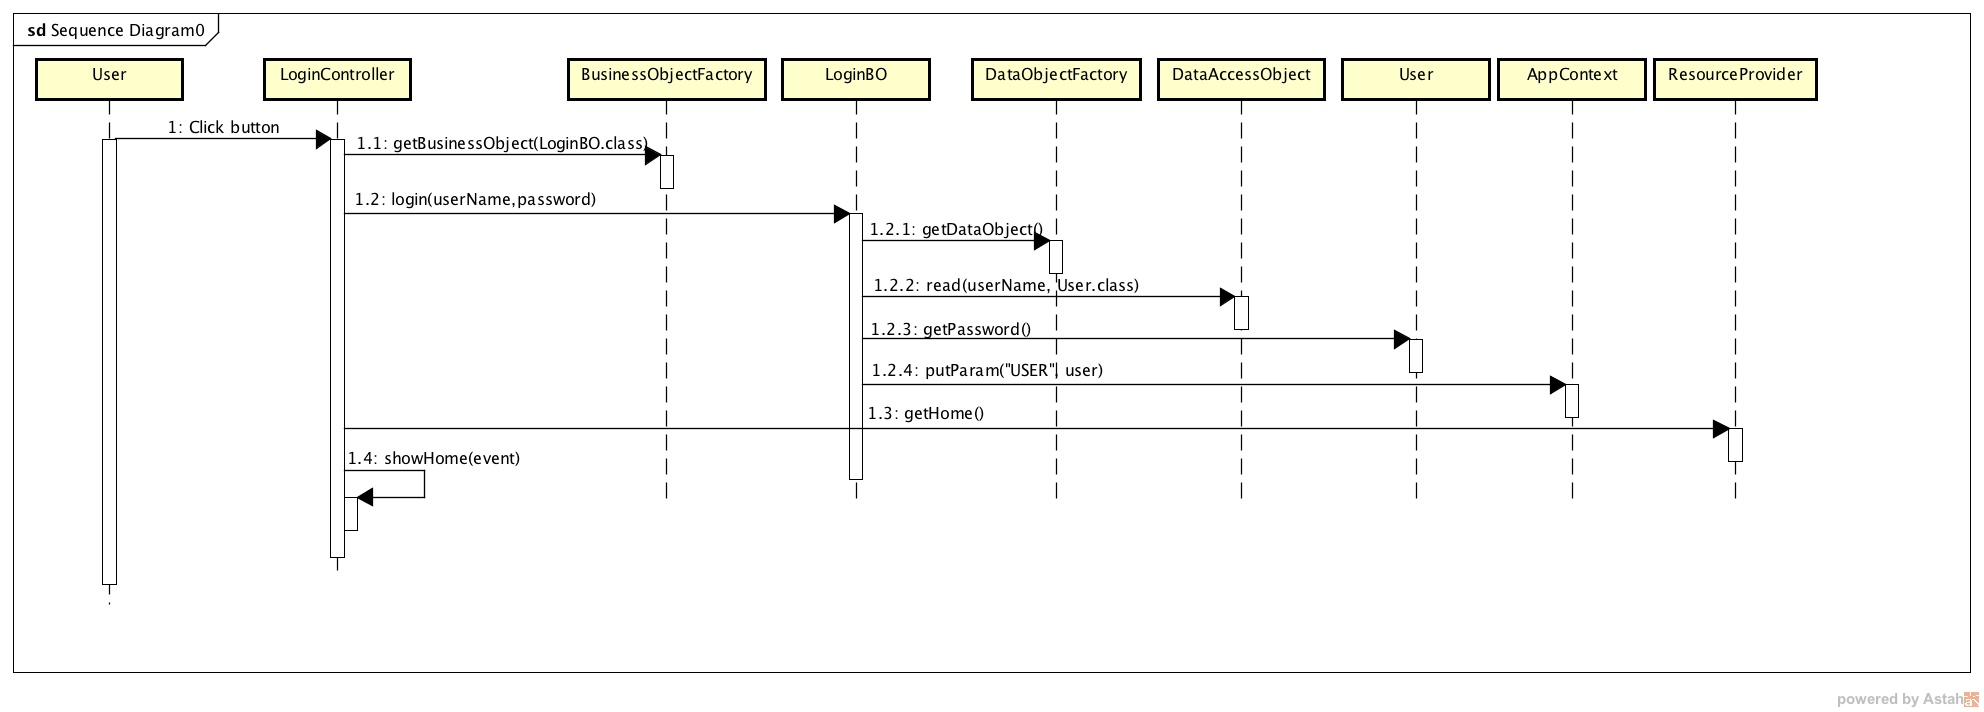 sd Sequence Diagram0
User
LoginController
BusinessObjectFactory
LoginBO
DataObjectFactory
DataAccessObject
User
AppContext
ResourceProvider
1: Click button
1.1: getBusinessObject(LoginBO.class)
1.2: login(userName,password)
1.2.1: getDataObject()
1.2.2: read(userName, User.class)
1.2.3: getPassword()
1.2.4: putParam("USER", user)
1.3: getHome()
1.4: showHome(event)
powered by Astah